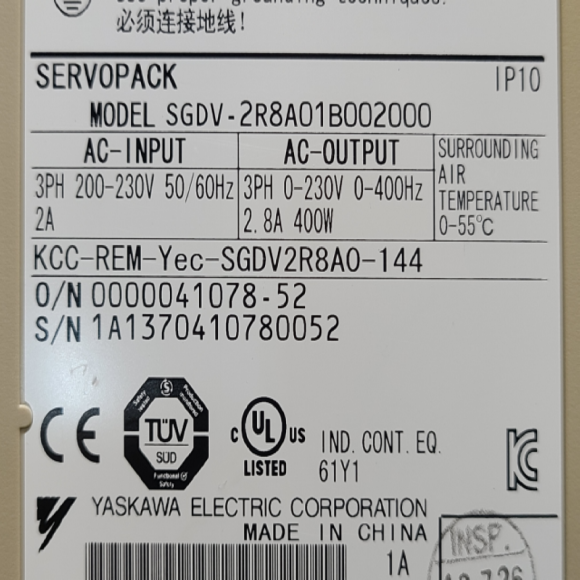 必须连接地线!
SERVOPACK IP10
MODEL SGDV-2R8A01B002000
AC-INPUT AC-OUTPUT SURROUNDING
AIR
TEMPERATURE
0-55℃
3PH 200-230V 50/60Hz 3PH 0-230V 0-400Hz
2A 2.8A 400W
KCC-REM-Yec-SGDV2R8A0-144
O/N 0000041078-52
S/N 1A1370410780052
CE
TÜV
SÜD
Functional
Safety
c UL US
LISTED
IND. CONT. EQ.
61Y1
YASKAWA ELECTRIC CORPORATION
MADE IN CHINA
1A
INSP.